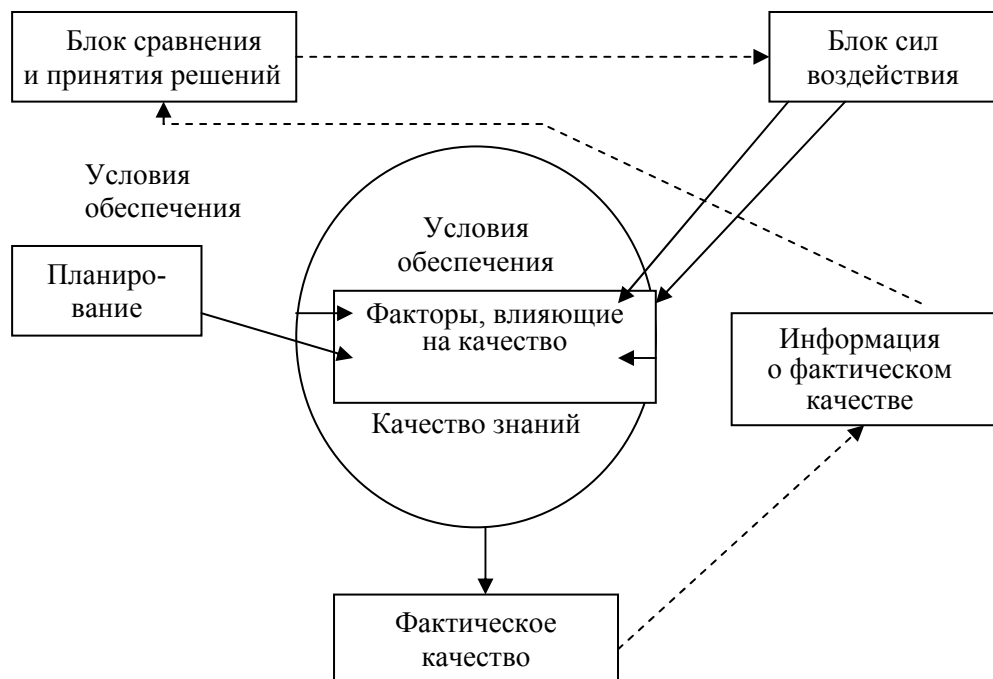 Блок сравнения
и принятия решений
Блок сил
воздействия
Условия
обеспечения
Условия
обеспечения
Планиро-
вание
Факторы, влияющие
на качество
Информация
о фактическом
качестве
Качество знаний
Фактическое
качество